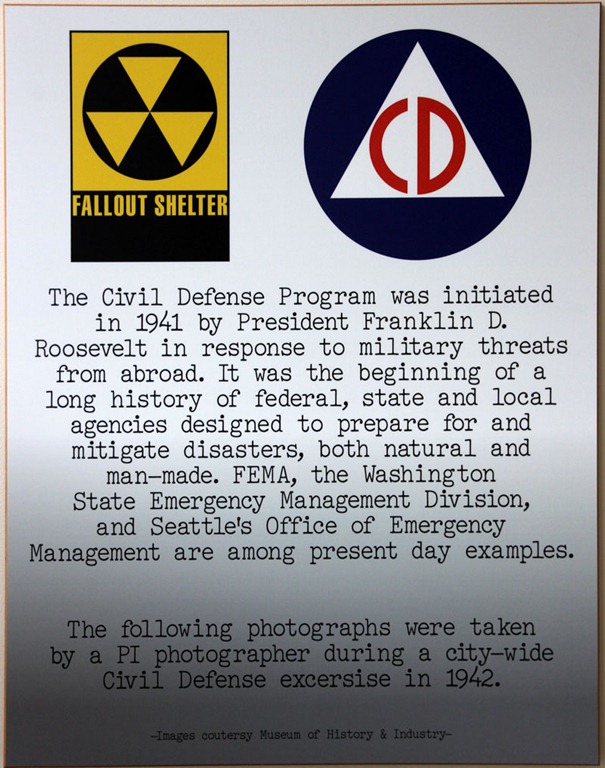 FALLOUT SHELTER
CD
The Civil Defense Program was initiated
in 1941 by President Franklin D.
Roosevelt in response to military threats
from abroad. It was the beginning of a
long history of federal, state and local
agencies designed to prepare for and
mitigate disasters, both natural and
man-made. FEMA, the Washington
State Emergency Management Division,
and Seattle's Office of Emergency
Management are among present day examples.
The following photographs were taken
by a PI photographer during a city-wide
Civil Defense excersise in 1942.
-Images coutersy Museum of History & Industry-